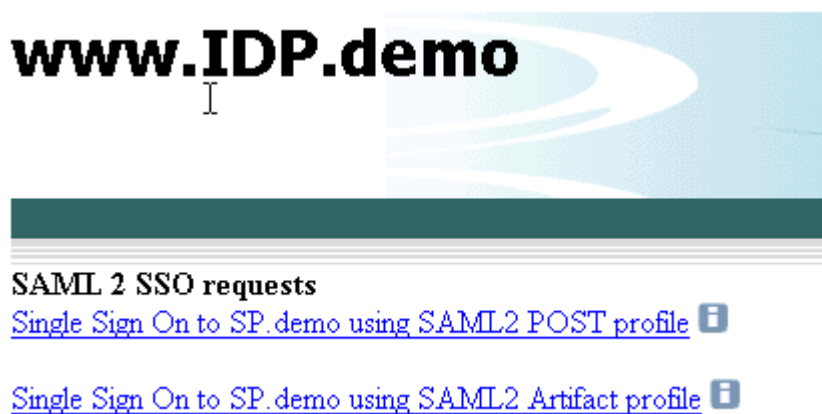 www.IDP.demo
SAML 2 SSO requests
Single Sign On to SP.demo using SAML2 POST profile
Single Sign On to SP.demo using SAML2 Artifact profile